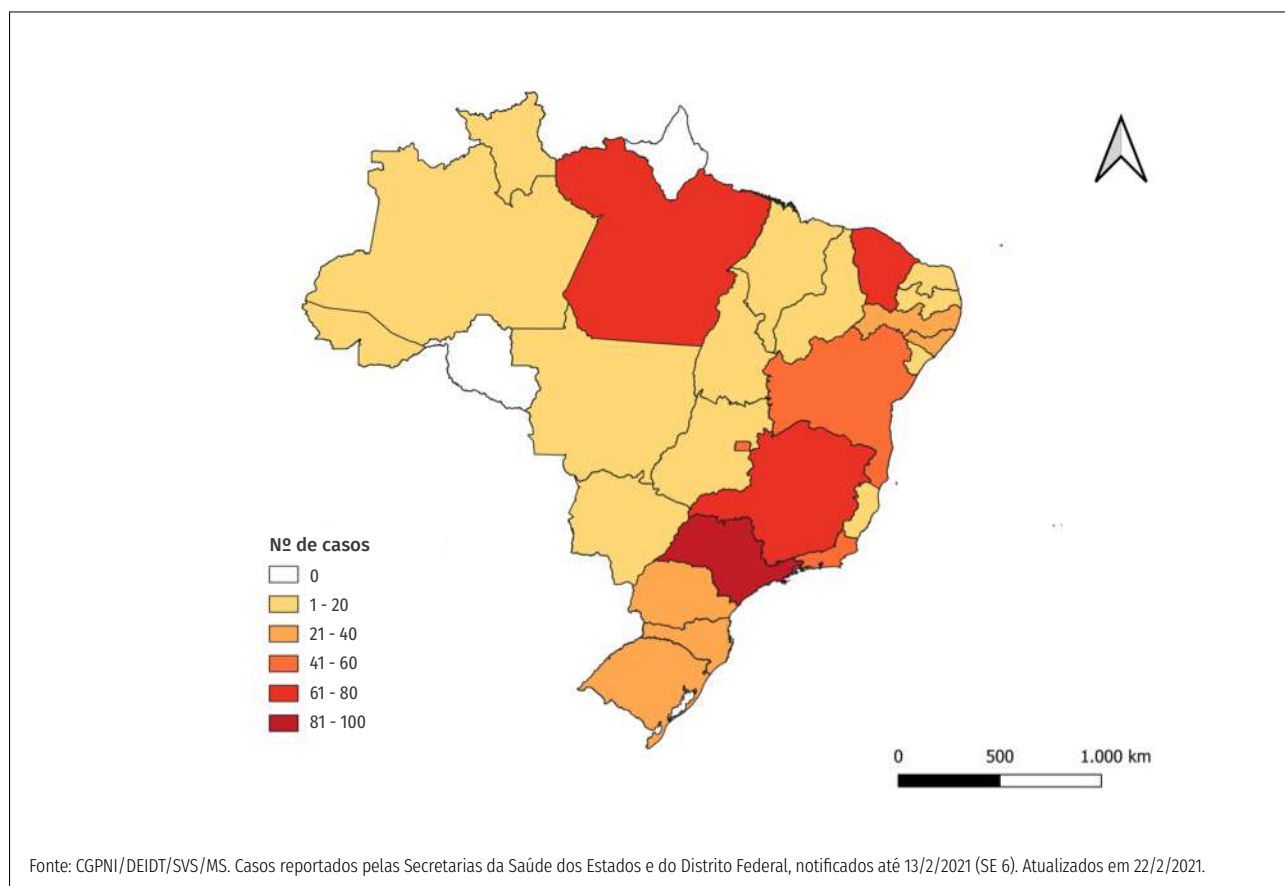 Nº de casos
0
1 - 20
21 - 40
41 - 60
61 - 80
81 - 100
0 500 1.000 km
Fonte: CGPNI/DEIDT/SVS/MS. Casos reportados pelas Secretarias da Saúde dos Estados e do Distrito Federal, notificados até 13/2/2021 (SE 6). Atualizados em 22/2/2021.